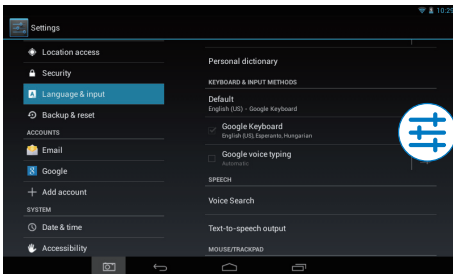 10:29
Settings
Location access
Security
Language & input
Backup & reset
ACCOUNTS
Email
Google
Add account
SYSTEM
Date & time
Accessibility
Personal dictionary
KEYBOARD & INPUT METHODS
Default
English (US) - Google Keyboard
Google Keyboard
English (US), Esperanto, Hungarian
Google voice typing
Automatic
SPEECH
Voice Search
Text-to-speech output
MOUSE/TRACKPAD